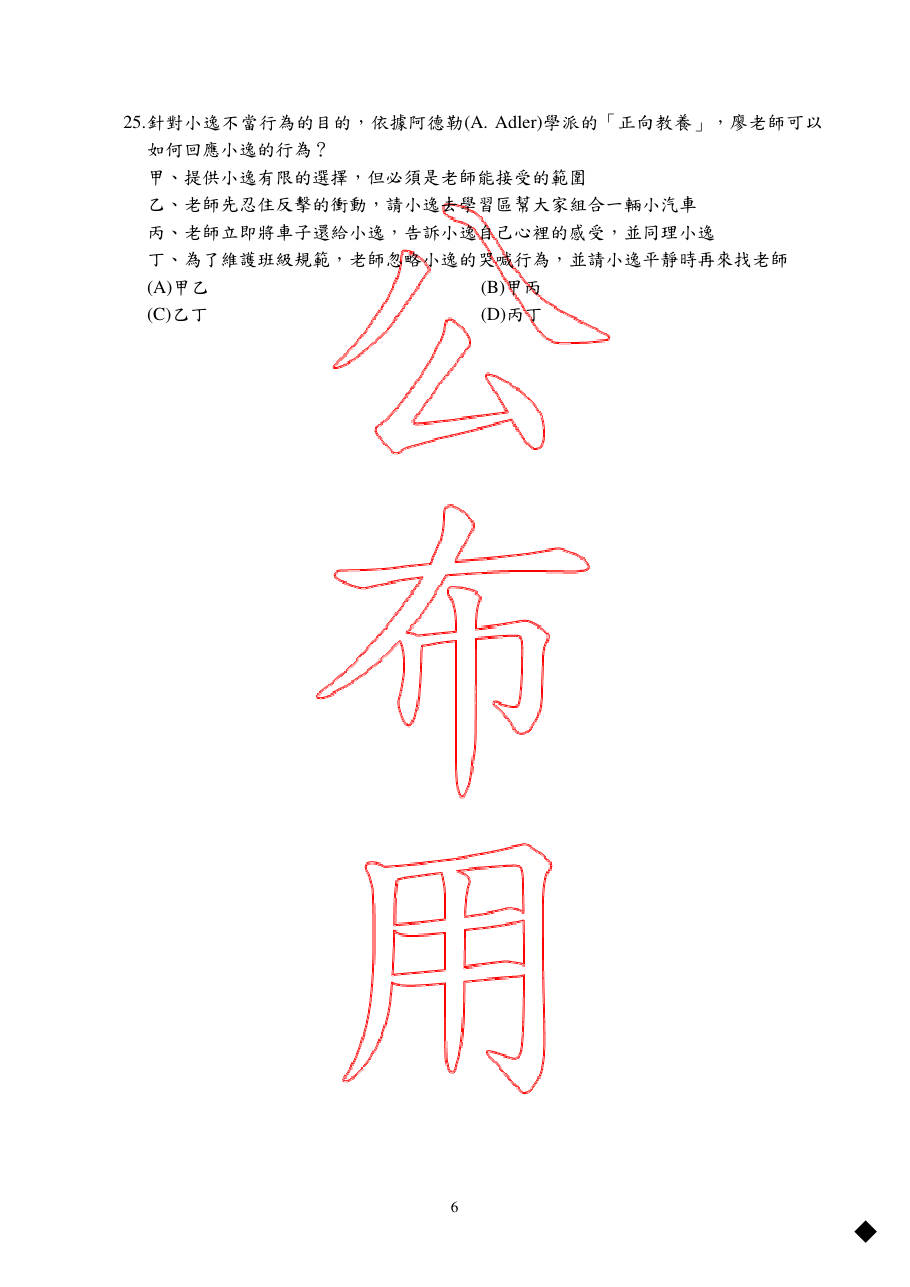 25.針對小逸不當行為的目的，依據阿德勒(A. Adler)學派的「正向教養」，廖老師可以
如何回應小逸的行為？
甲、提供小逸有限的選擇，但必須是老師能接受的範圍
乙、老師先忍住反擊的衝動，請小逸去學習區幫大家組合一輛小汽車
丙、老師立即將車子還給小逸，告訴小逸自己心裡的感受，並同理小逸
丁、為了維護班級規範，老師忽略小逸的哭喊行為，並請小逸平靜時再來找老師
(A)甲乙 (B)甲丙
(C)乙丁 (D)丙丁
公
布
用
6